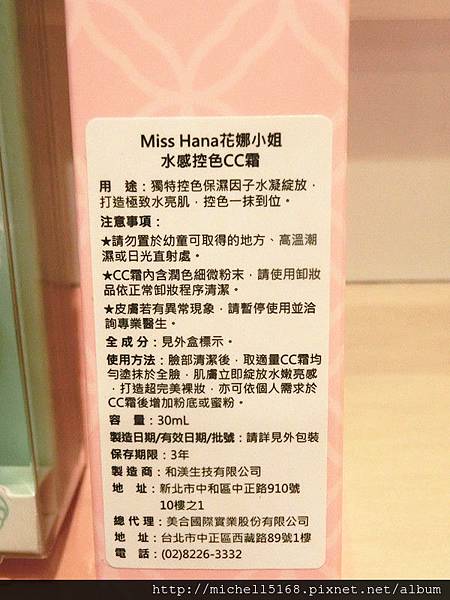 Miss Hana花娜小姐
水感控色CC霜
用　途：獨特控色保濕因子水凝綻放，
打造極致水亮肌，控色一抹到位。
注意事項：
★請勿置於幼童可取得的地方、高溫潮
濕或日光直射處。
★CC霜內含潤色細微粉末，請使用卸妝
品依正常卸妝程序清潔。
★皮膚若有異常現象，請暫停使用並洽
詢專業醫生。
全 成 分：見外盒標示。
使用方法：臉部清潔後，取適量CC霜均
勻塗抹於全臉，肌膚立即綻放水嫩亮感
，打造超完美裸妝，亦可依個人需求於
CC霜後增加粉底或蜜粉。
容　量：30mL
製造日期/有效日期/批號：請詳見外包裝
保存期限：3年
製 造 商：和渼生技有限公司
地　址：新北市中和區中正路910號
10樓之1
總 代 理：美合國際實業股份有限公司
地　址：台北市中正區西藏路89號1樓
電　話：(02)8226-3332
http://michell5168.pixnet.net/album